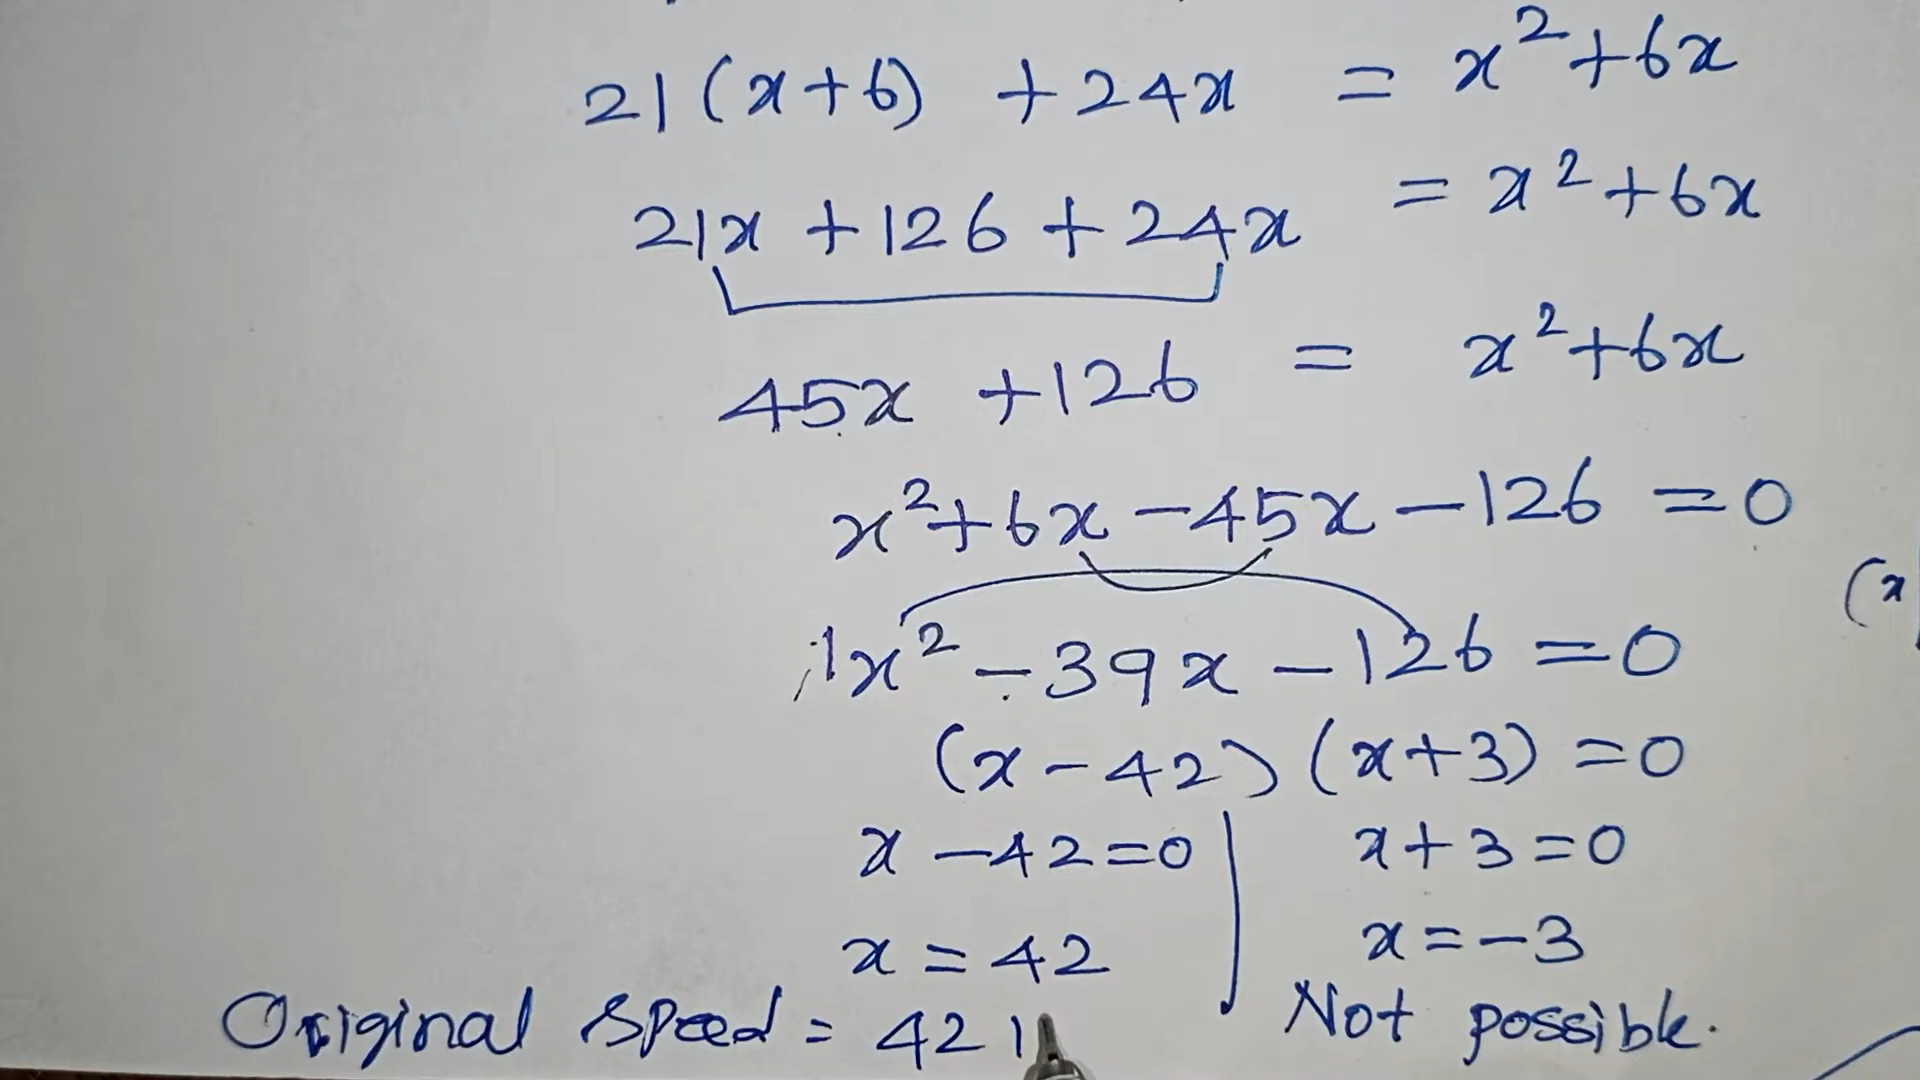 21(x+6) +24x = x²+6x
21x +126 +24x = x²+6x
45x +126 = x²+6x
x²+6x -45x -126 =0
(x
1x² -39x -126 =0
(x-42) (x+3) =0
x -42=0 x+3=0
x = 42 x=-3
Original speed = 42 Not possible.